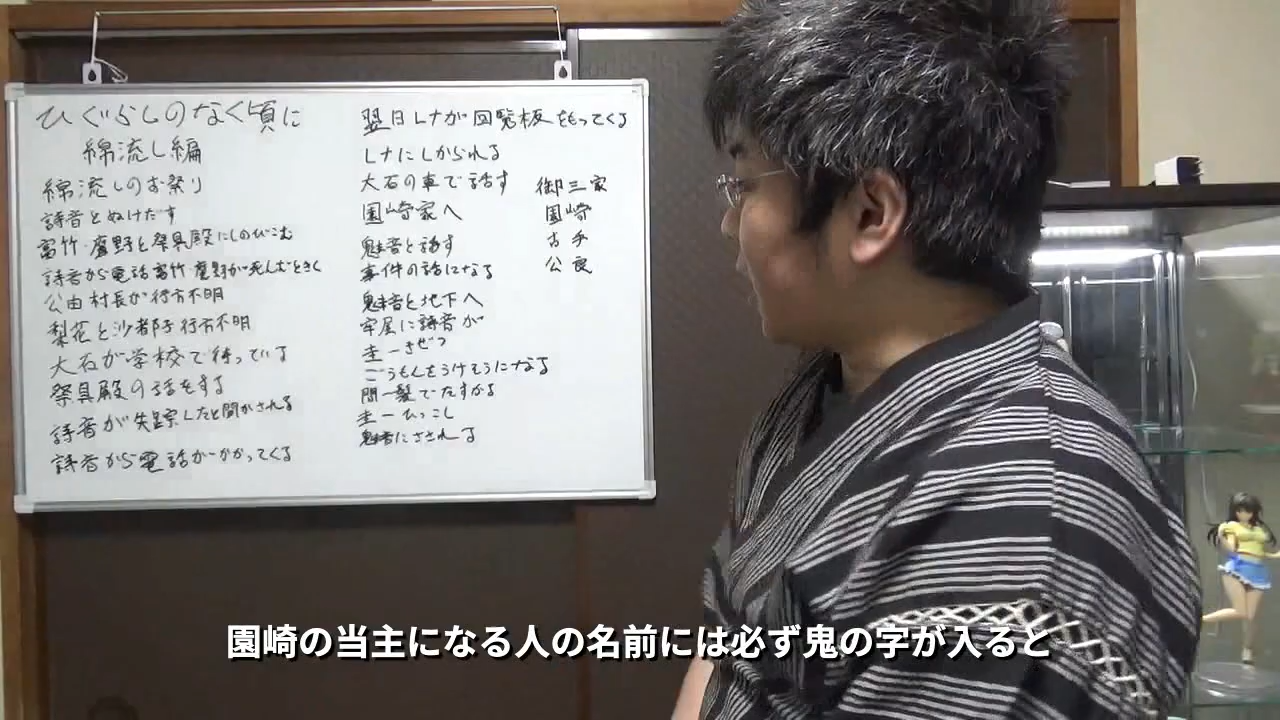 ひぐらしのなく頃に
綿流し編
綿流しのお祭り
詩音とぬけだす
富竹・鷹野と祭具殿にしのびこむ
詩音から電話富竹・鷹野が死んだときく
公由村長が行方不明
梨花と沙都子行方不明
大石が学校で待っている
祭具殿の話をする
詩音が失踪したと聞かされる
詩音から電話がかかってくる
翌日レナが回覧板をもってくる
レナにしかられる
大石の車で話す
園崎家へ
魅音と話す
事件の話になる
魅音と地下へ
牢屋に詩音が
圭一きぜつ
ごうもんをうけそうになる
間一髪でたすかる
圭一ひっこし
魅音にさされる
御三家
園崎
古手
公
園崎の当主になる人の名前には必ず鬼の字が入ると